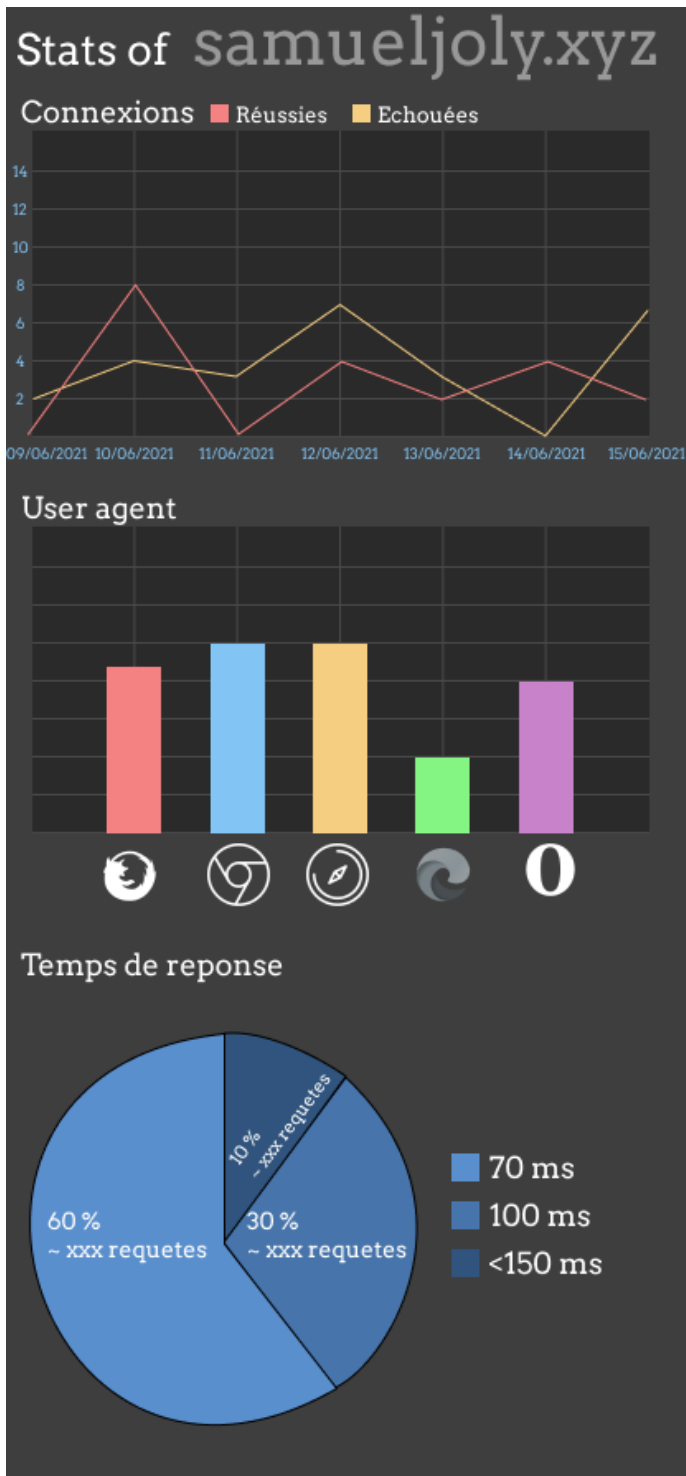 Stats of samueljoly.xyz
Connexions Réussies Echouées
14
12
10
8
6
4
2
09/06/2021 10/06/2021 11/06/2021 12/06/2021 13/06/2021 14/06/2021 15/06/2021
User agent
Temps de reponse
10 %
~ xxx requetes
60 %
~ xxx requetes
30 %
~ xxx requetes
70 ms
100 ms
<150 ms